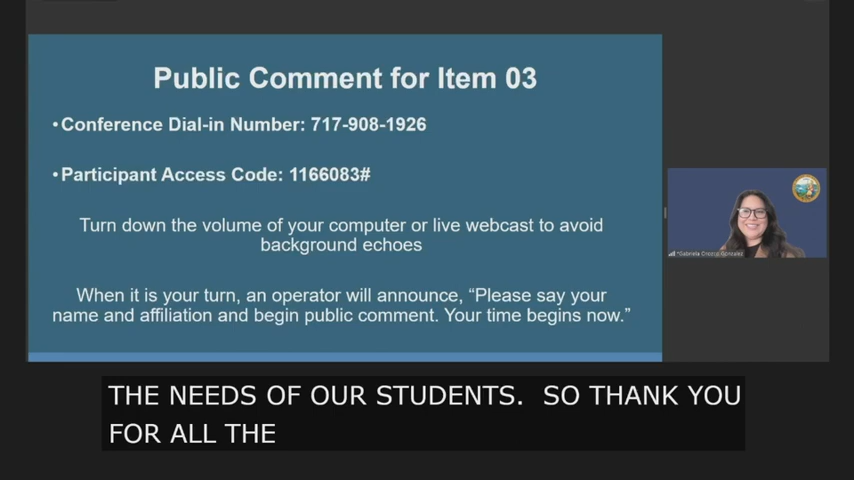 Public Comment for Item 03
•Conference Dial-in Number: 717-908-1926
•Participant Access Code: 1166083#
Turn down the volume of your computer or live webcast to avoid
background echoes
When it is your turn, an operator will announce, “Please say your
name and affiliation and begin public comment. Your time begins now.”
*Gabriela Orozco Gonzalez
THE NEEDS OF OUR STUDENTS.  SO THANK YOU
FOR ALL THE